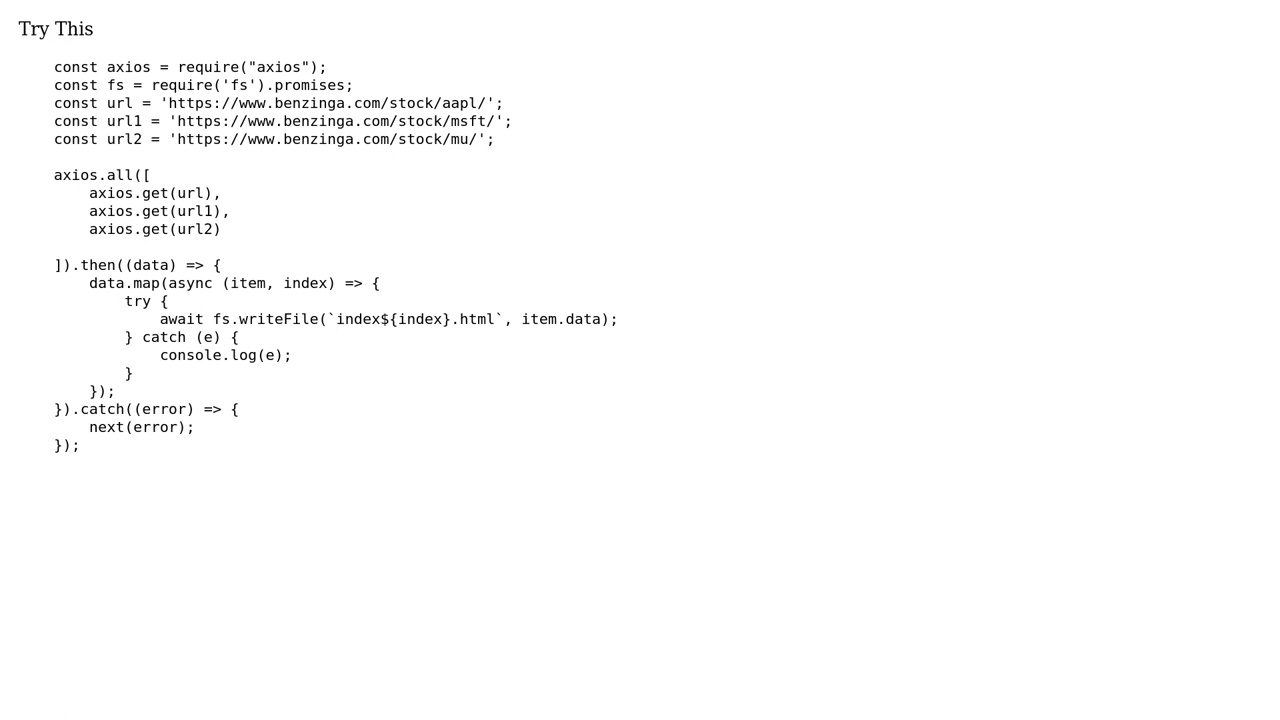 Try This
const axios = require("axios");
const fs = require('fs').promises;
const url = 'https://www.benzinga.com/stock/aapl/';
const url1 = 'https://www.benzinga.com/stock/msft/';
const url2 = 'https://www.benzinga.com/stock/mu/';
axios.all([
    axios.get(url),
    axios.get(url1),
    axios.get(url2)
]).then((data) => {
    data.map(async (item, index) => {
        try {
            await fs.writeFile(`index${index}.html`, item.data);
        } catch (e) {
            console.log(e);
        }
    });
}).catch((error) => {
    next(error);
});